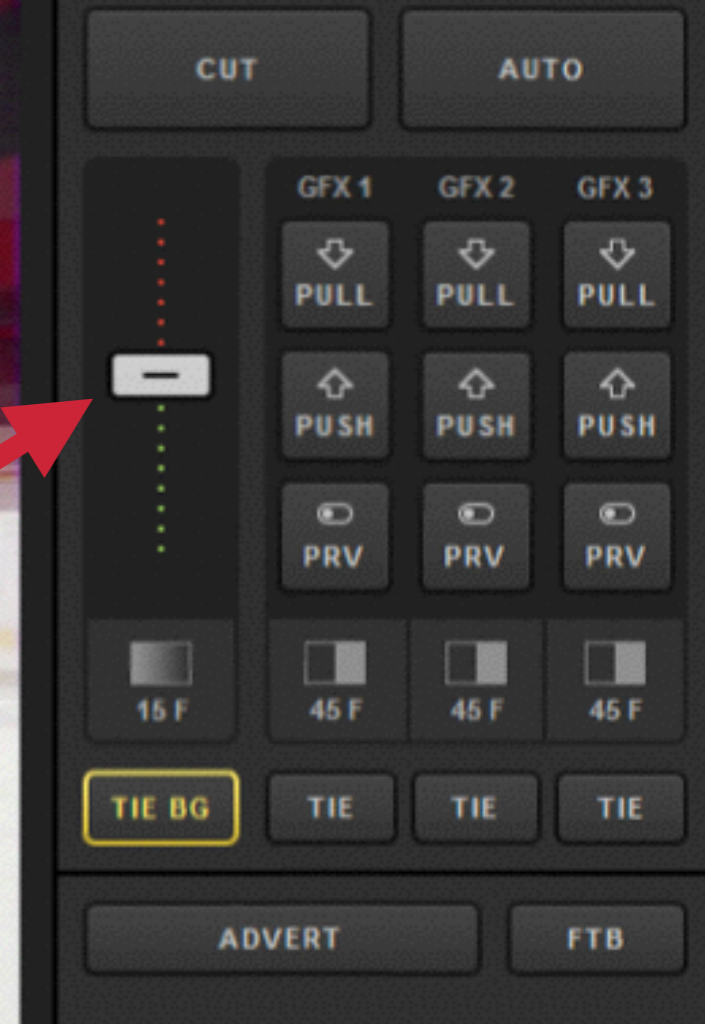 CUT AUTO
GFX 1 GFX 2 GFX 3
PULL PULL PULL
PUSH PUSH PUSH
PRV PRV PRV
15 F 45 F 45 F 45 F
TIE BG TIE TIE TIE
ADVERT FTB